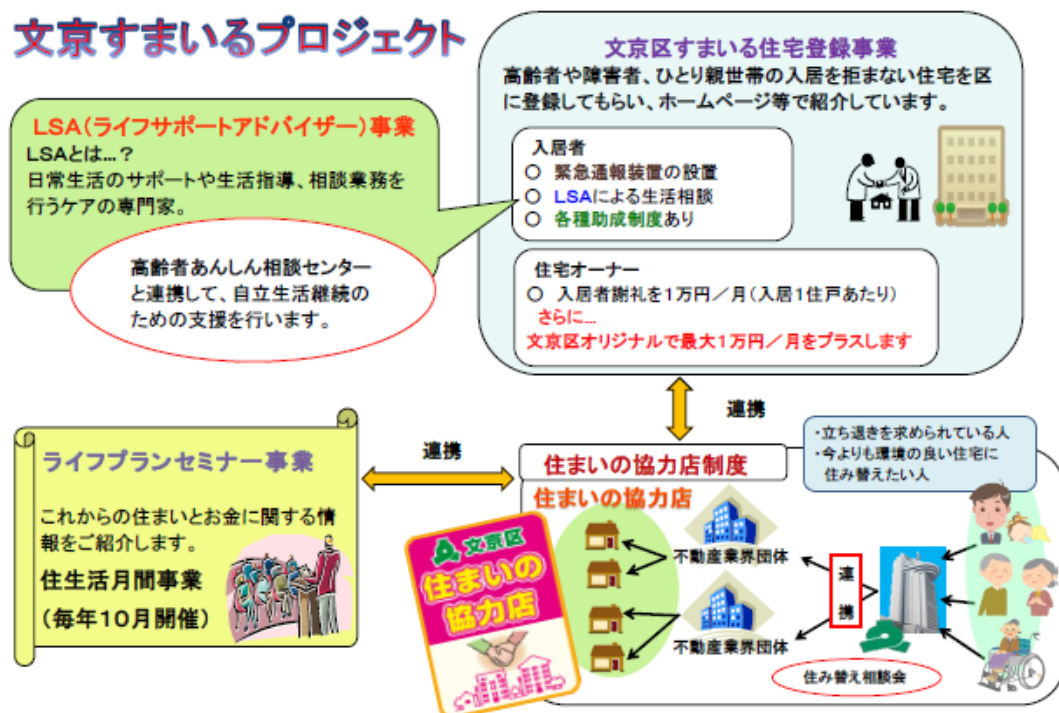 文京すまいるプロジェクト
文京区すまいる住宅登録事業
高齢者や障害者、ひとり親世帯の入居を拒まない住宅を区
に登録してもらい、ホームページ等で紹介しています。
入居者
○ 緊急通報装置の設置
○ LSAによる生活相談
○ 各種助成制度あり
住宅オーナー
○ 入居者謝礼を1万円／月（入居1住戸あたり）
さらに...
文京区オリジナルで最大1万円／月をプラスします
LSA（ライフサポートアドバイザー）事業
LSAとは...？
日常生活のサポートや生活指導、相談業務を
行うケアの専門家。
高齢者あんしん相談センター
と連携して、自立生活継続の
ための支援を行います。
連携
ライフプランセミナー事業
これからの住まいとお金に関する情
報をご紹介します。
住生活月間事業
（毎年10月開催）
連携
住まいの協力店制度
住まいの協力店
文京区
住まいの
協力店
不動産業界団体
不動産業界団体
連
携
・立ち退きを求められている人
・今よりも環境の良い住宅に
住み替えたい人
住み替え相談会